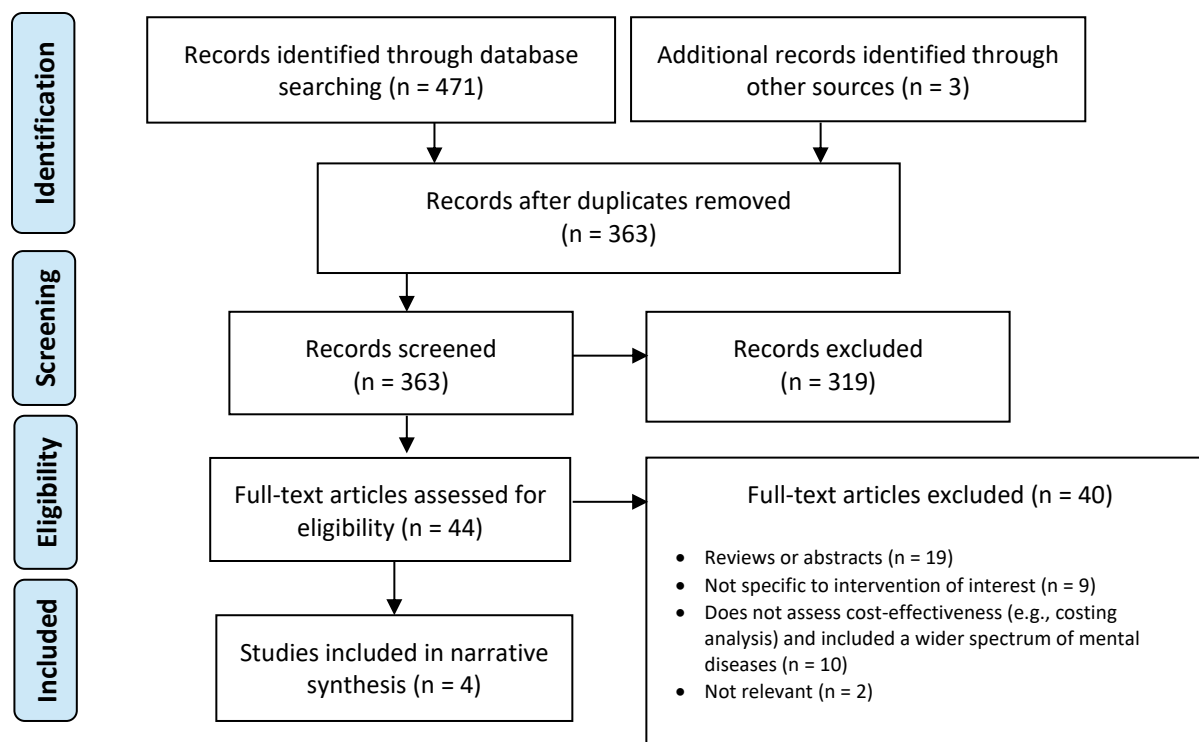 Identification
Records identified through database
searching (n = 471)
Additional records identified through
other sources (n = 3)
Records after duplicates removed
(n = 363)
Screening
Records screened
(n = 363)
Records excluded
(n = 319)
Eligibility
Full-text articles assessed for
eligibility (n = 44)
Full-text articles excluded (n = 40)
• Reviews or abstracts (n = 19)
• Not specific to intervention of interest (n = 9)
• Does not assess cost-effectiveness (e.g., costing
analysis) and included a wider spectrum of mental
diseases (n = 10)
• Not relevant (n = 2)
Included
Studies included in narrative
synthesis (n = 4)